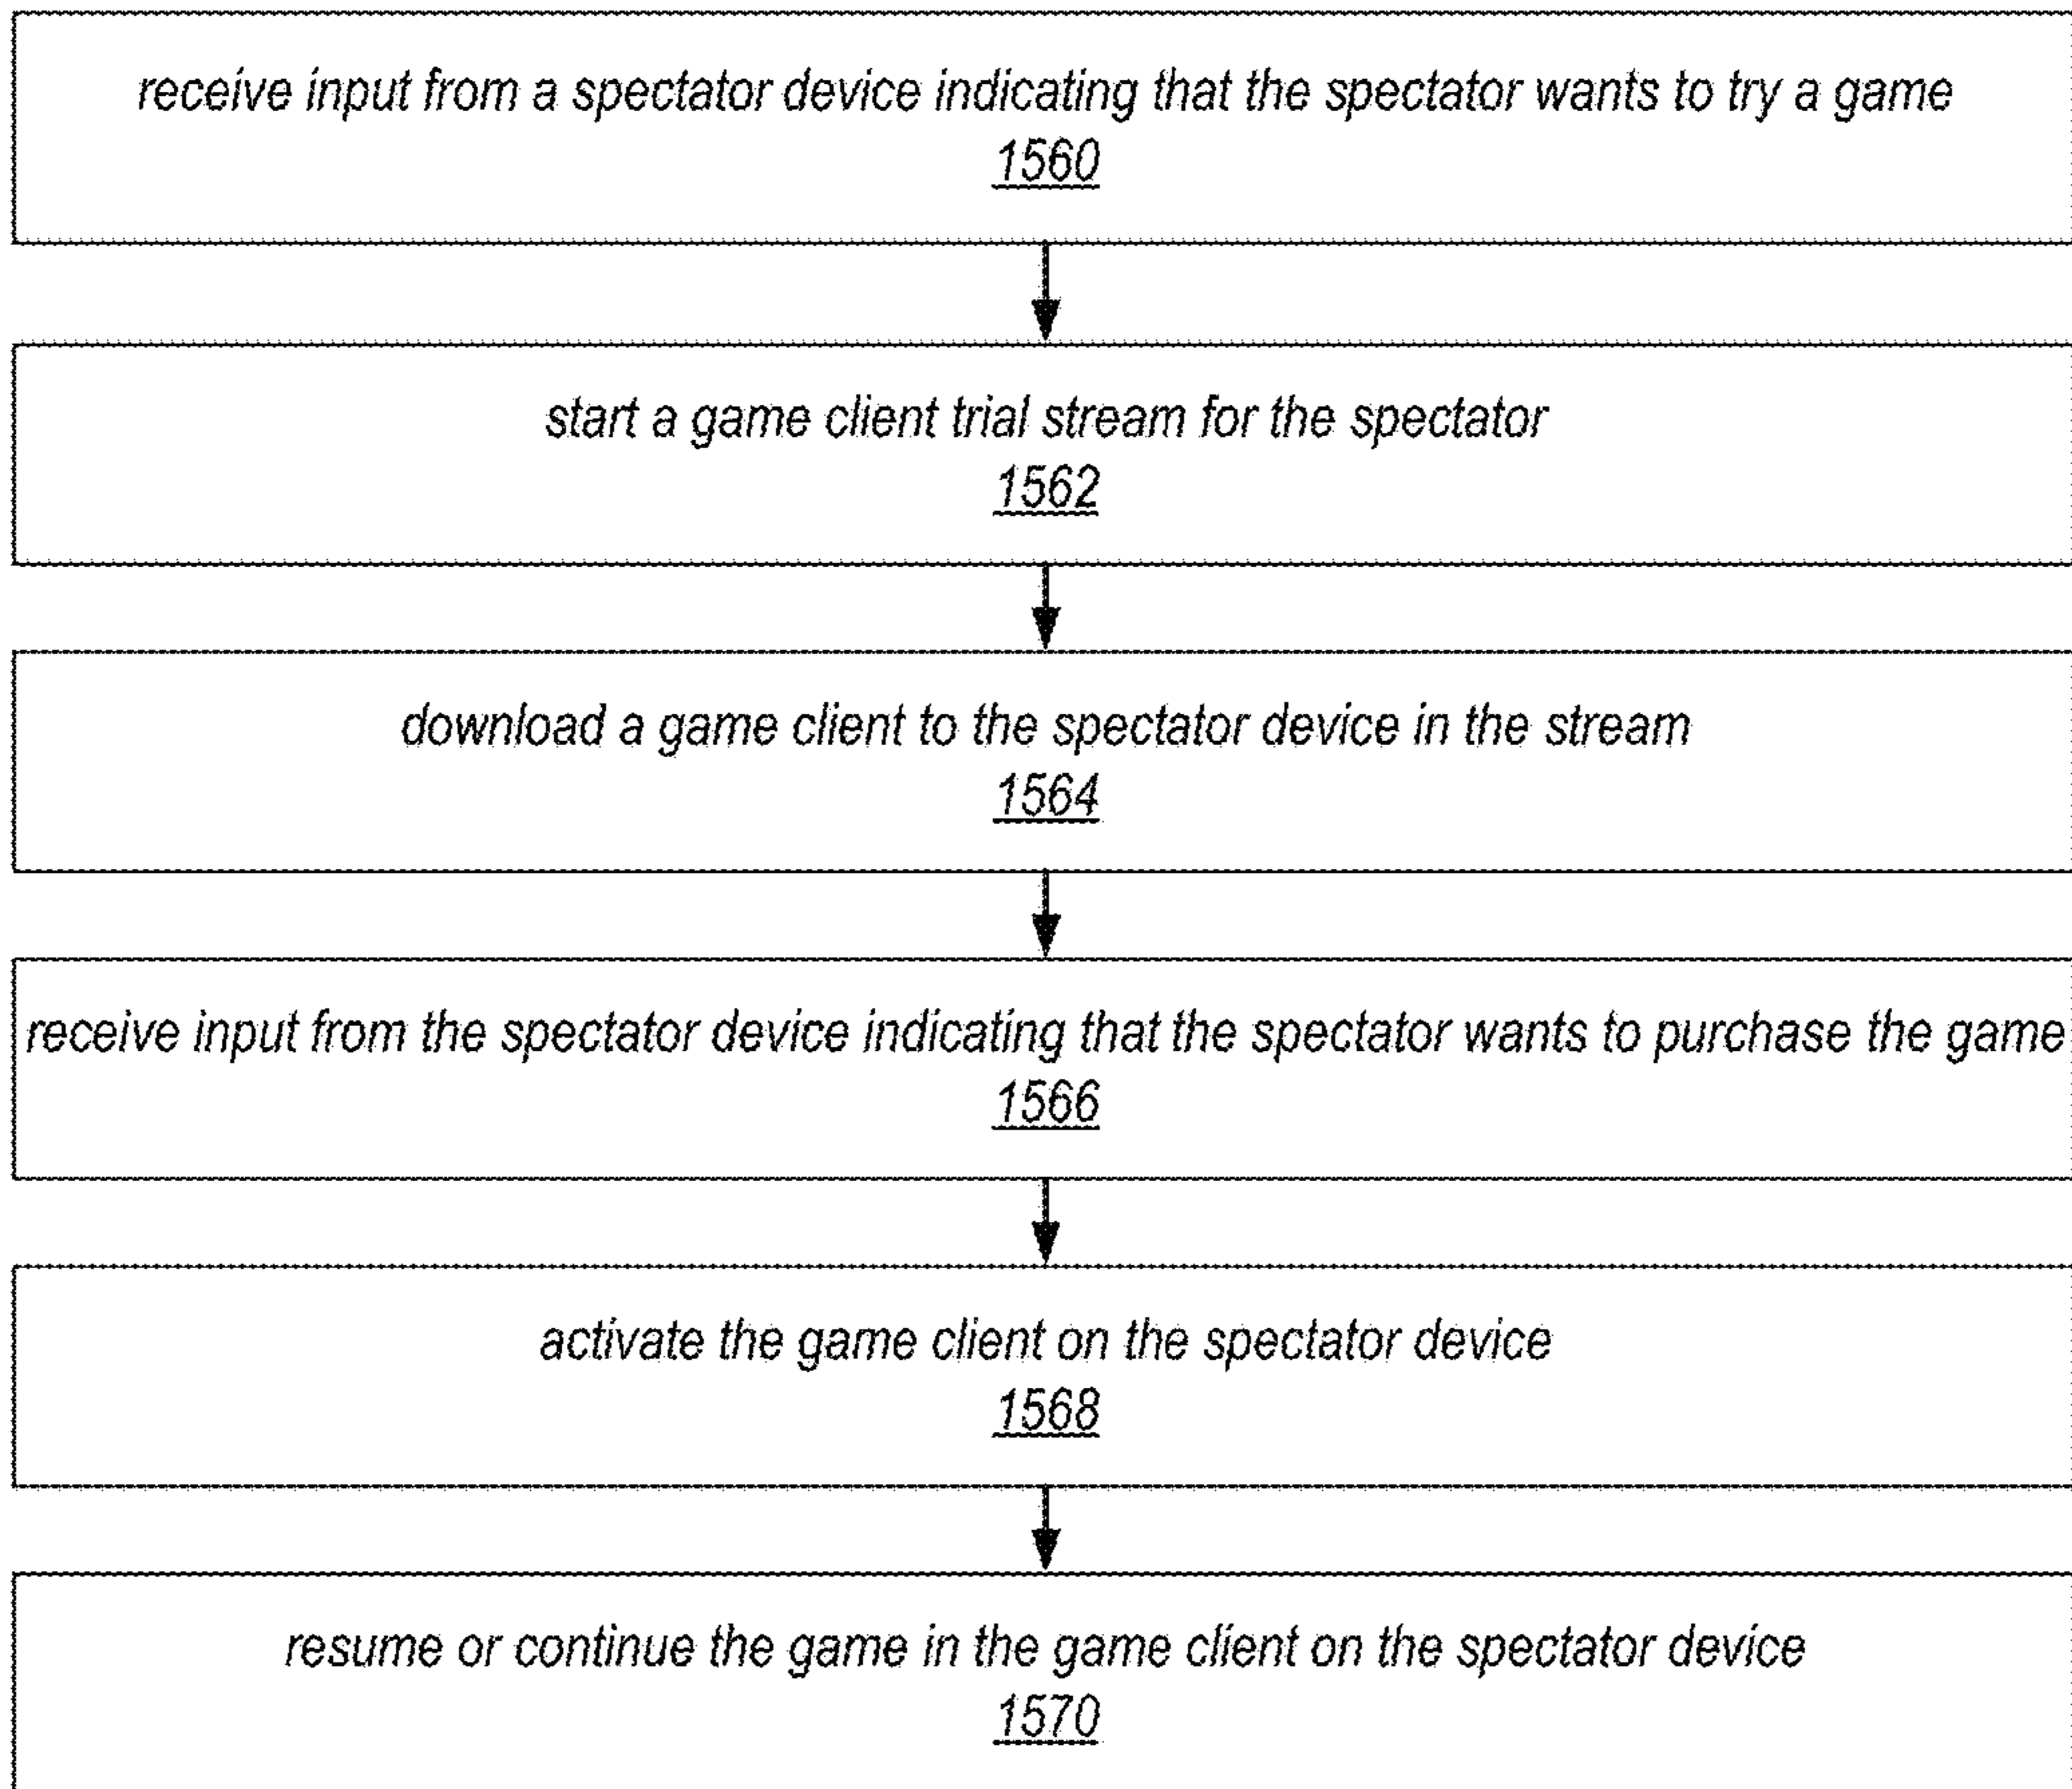 receive input from a spectator device indicating that the spectator wants to try a game
1560
start a game client trial stream for the spectator
1562
download a game client to the spectator device in the stream
1564
receive input from the spectator device indicating that the spectator wants to purchase the game
1566
activate the game client on the spectator device
1568
resume or continue the game in the game client on the spectator device
1570